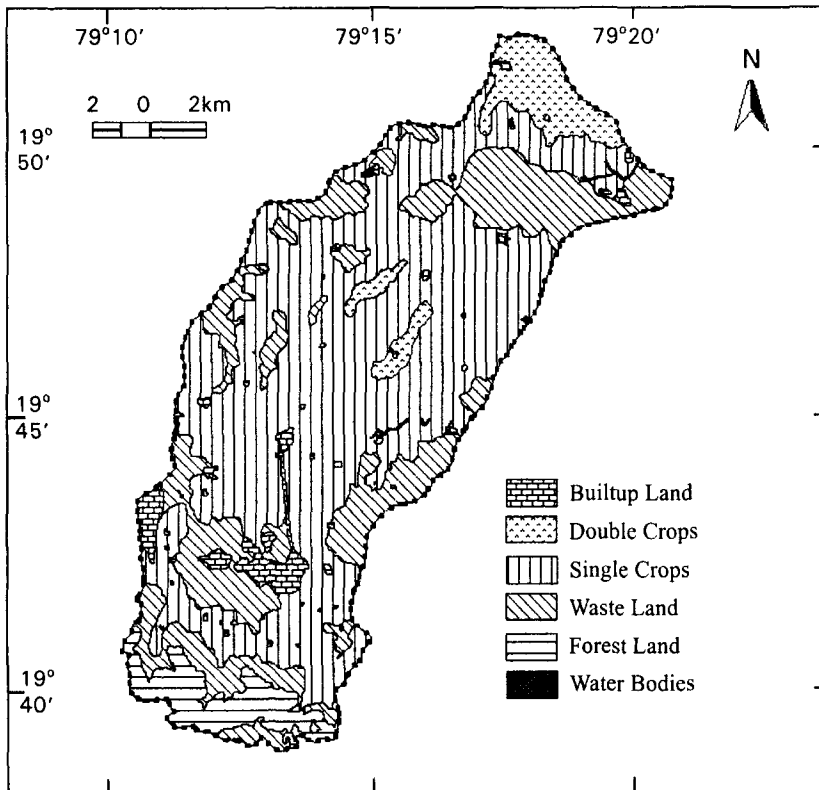 79°10' 79°15' 79°20'
N
2 0 2km
19°
50'
19°
45'
Builtup Land
Double Crops
Single Crops
Waste Land
Forest Land
Water Bodies
19°
40'